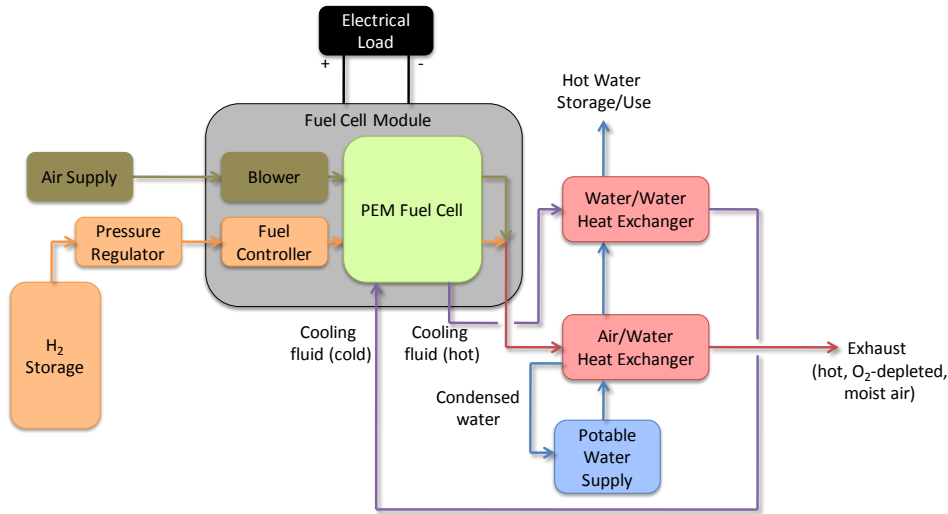 Electrical
Load
+
-
Hot Water
Storage/Use
Fuel Cell Module
Air Supply
Blower
PEM Fuel Cell
Water/Water
Heat Exchanger
Pressure
Regulator
Fuel
Controller
H₂
Storage
Cooling
fluid (cold)
Cooling
fluid (hot)
Air/Water
Heat Exchanger
Exhaust
(hot, O₂-depleted,
moist air)
Condensed
water
Potable
Water
Supply